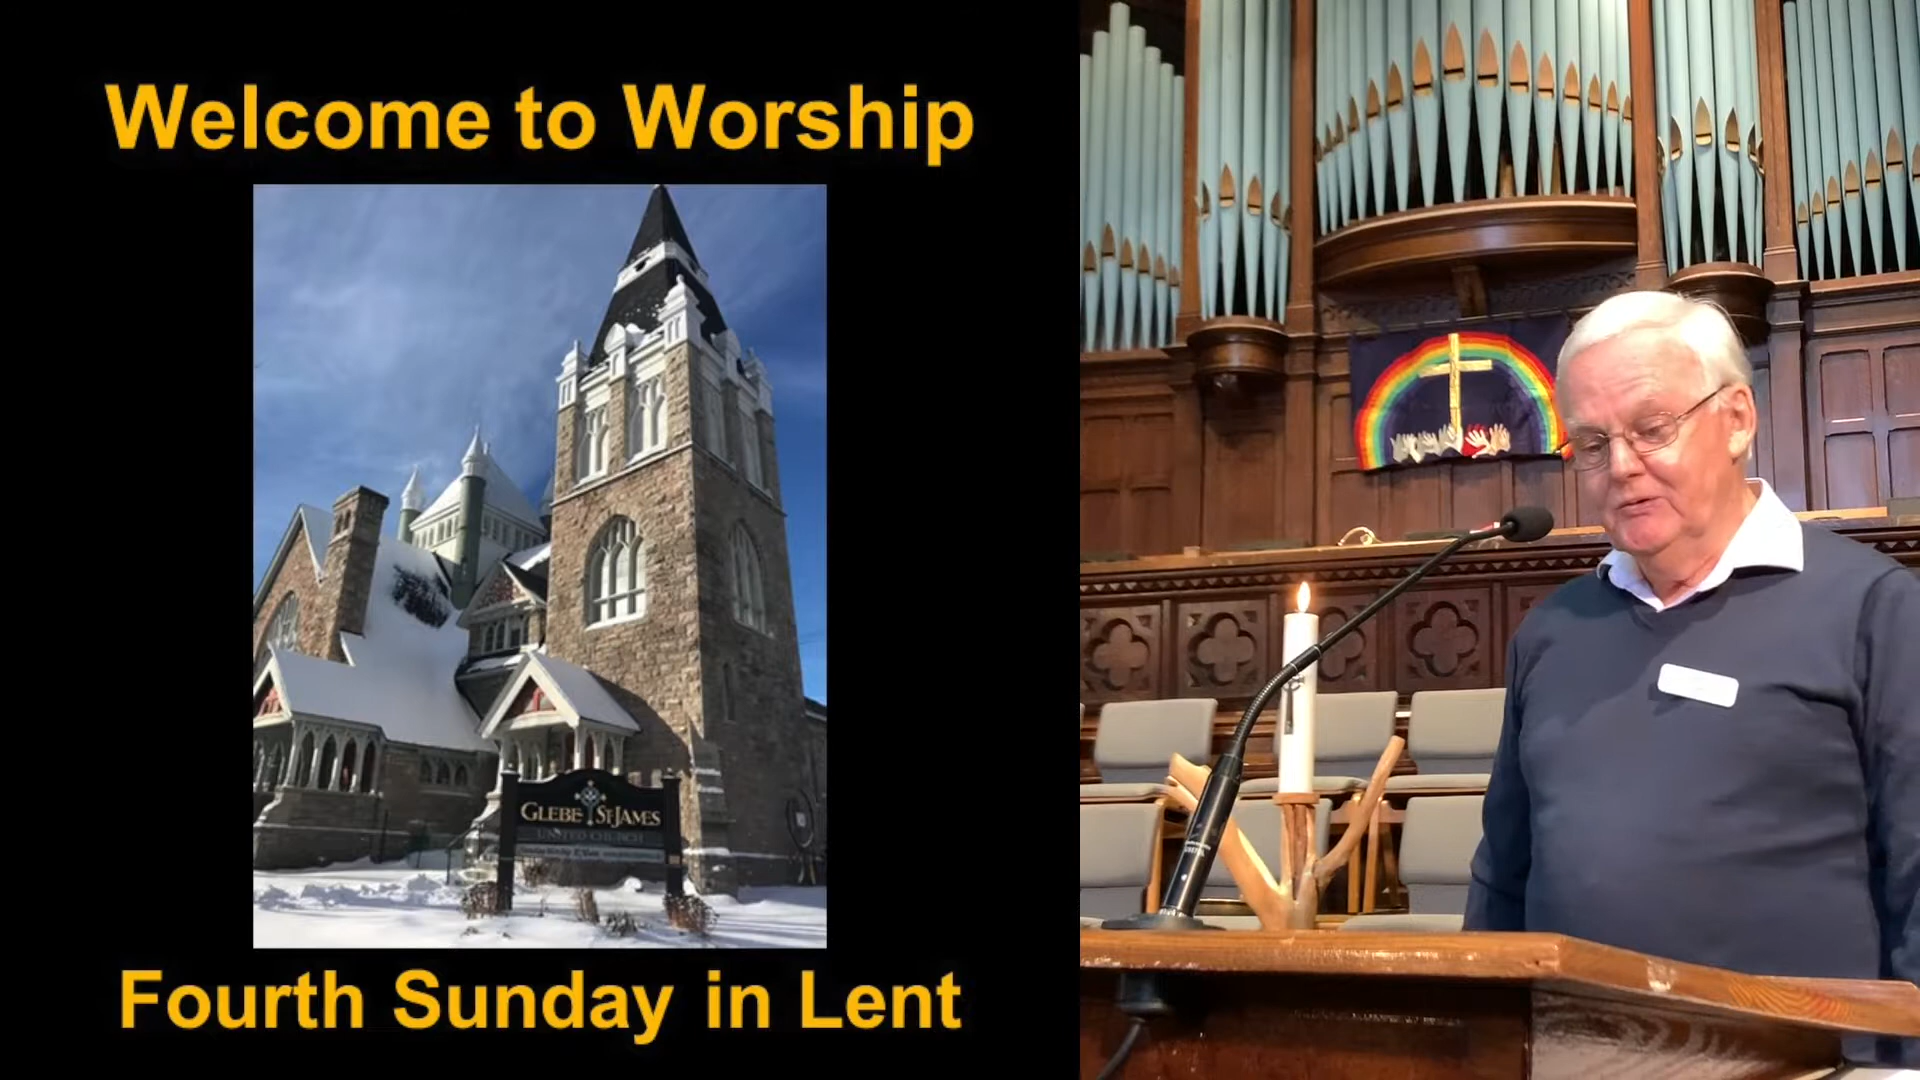 Welcome to Worship
GLEBE ST JAMES
UNITED CHURCH
Fourth Sunday in Lent